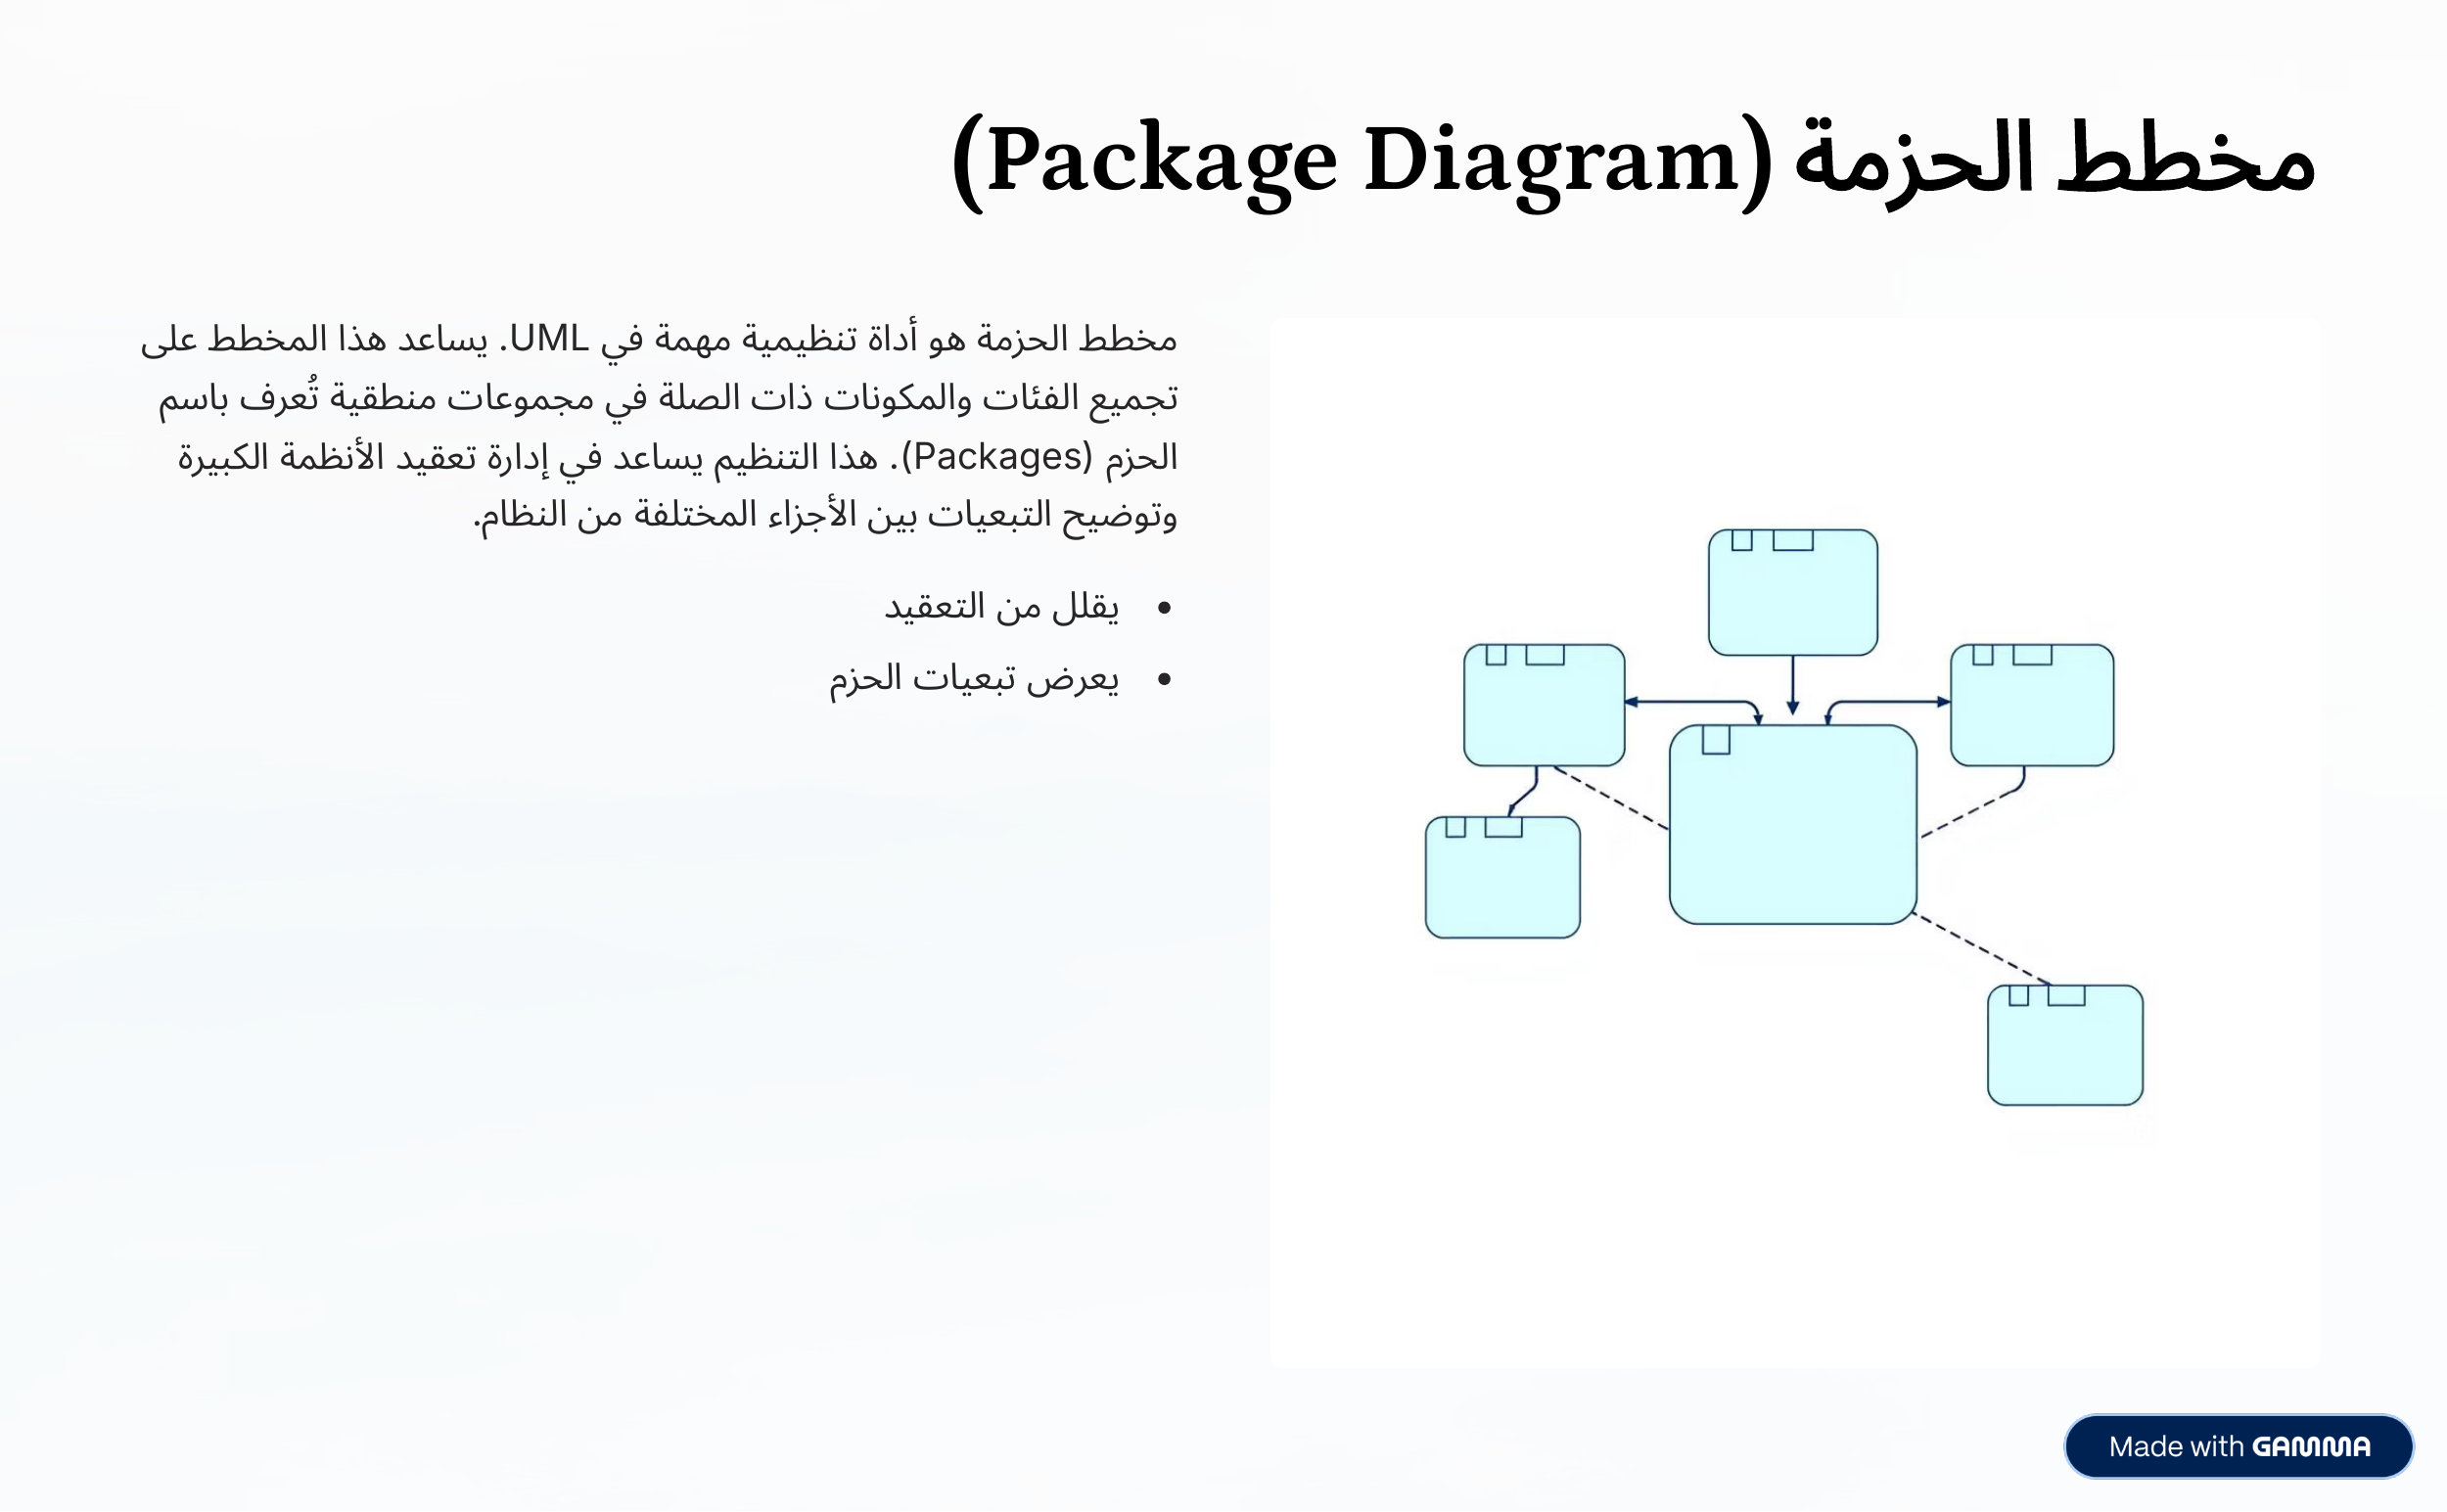 مخطط الحزمة (Package Diagram)
مخطط الحزمة هو أداة تنظيمية مهمة في UML. يساعد هذا المخطط على
تجميع الفئات والمكونات ذات الصلة في مجموعات منطقية تُعرف باسم
الحزم (Packages). هذا التنظيم يساعد في إدارة تعقيد الأنظمة الكبيرة
وتوضيح التبعيات بين الأجزاء المختلفة من النظام.
• يقلل من التعقيد
• يعرض تبعيات الحزم
Made with GAMMA